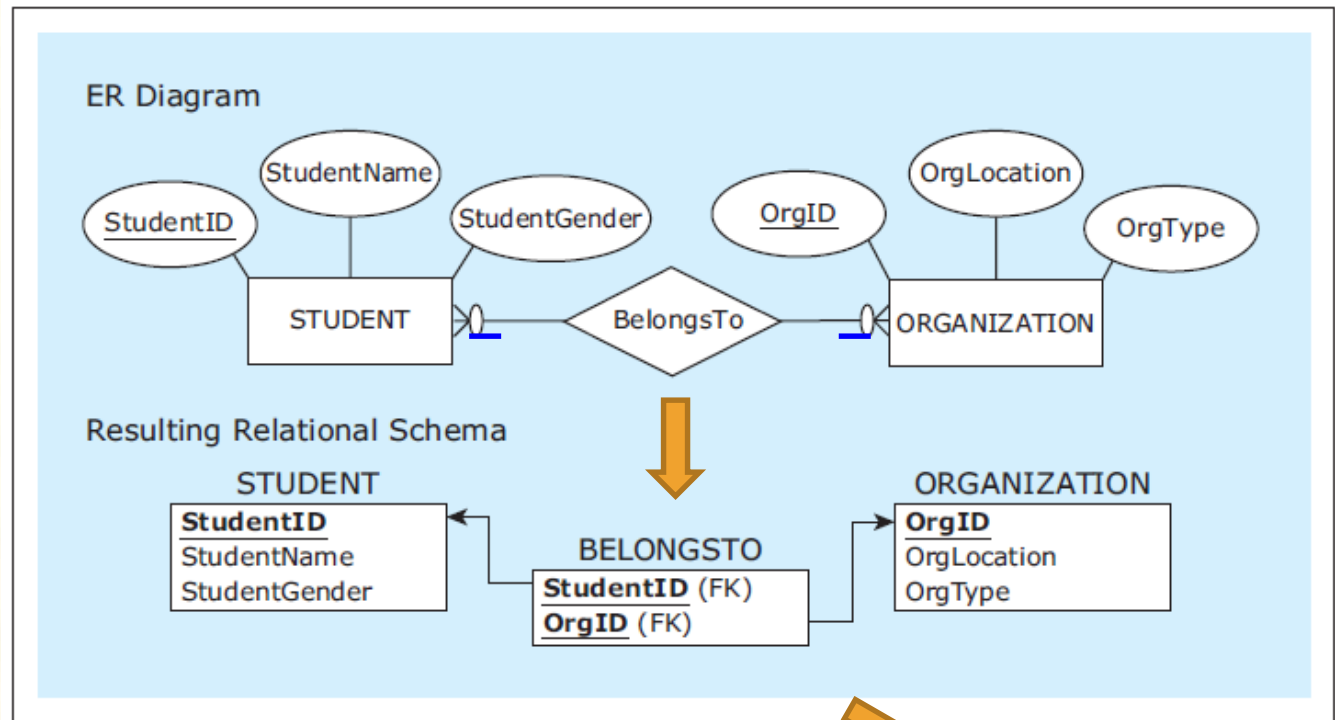 ER Diagram
StudentName
OrgLocation
StudentID
StudentGender
OrgID
OrgType
STUDENT
BelongsTo
ORGANIZATION
Resulting Relational Schema
STUDENT
StudentID
StudentName
StudentGender
BELONGSTO
StudentID (FK)
OrgID (FK)
ORGANIZATION
OrgID
OrgLocation
OrgType